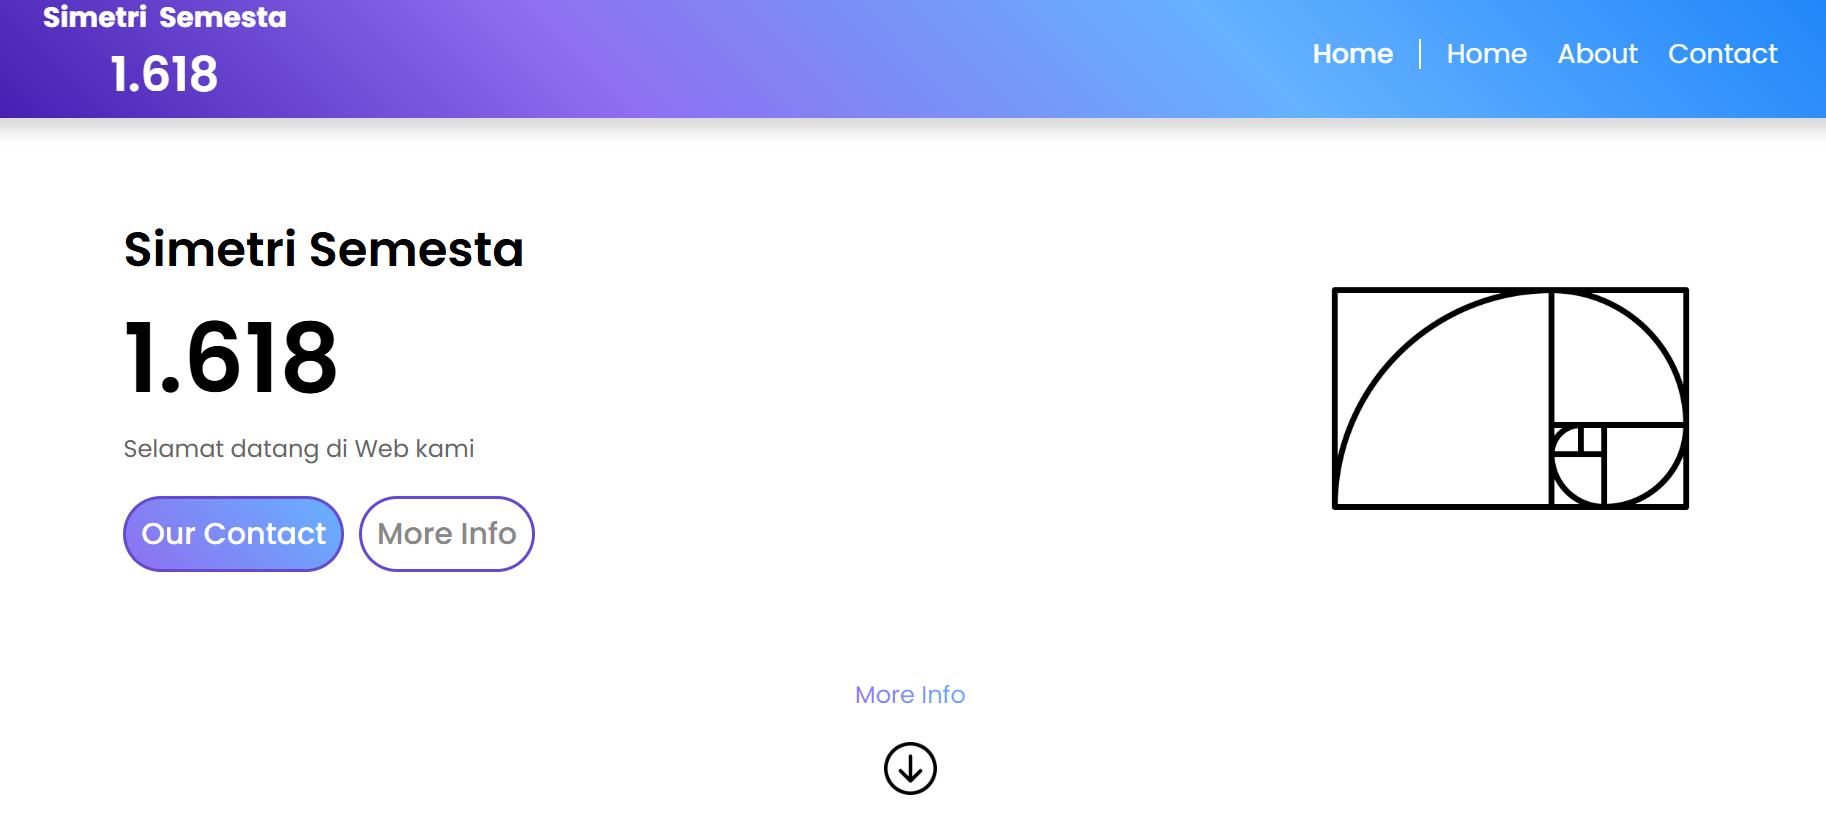 Simetri Semesta
1.618
Home | Home About Contact
Simetri Semesta
1.618
Selamat datang di Web kami
Our Contact More Info
More Info